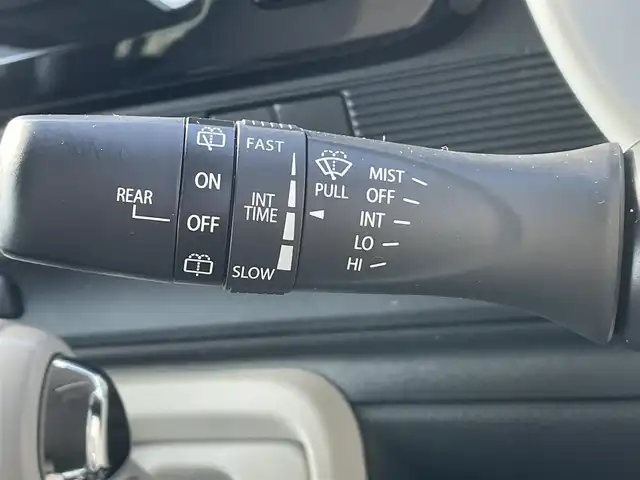 REAR
ON
OFF
FAST
INT
TIME
SLOW
PULL
MIST
OFF
INT
LO
HI